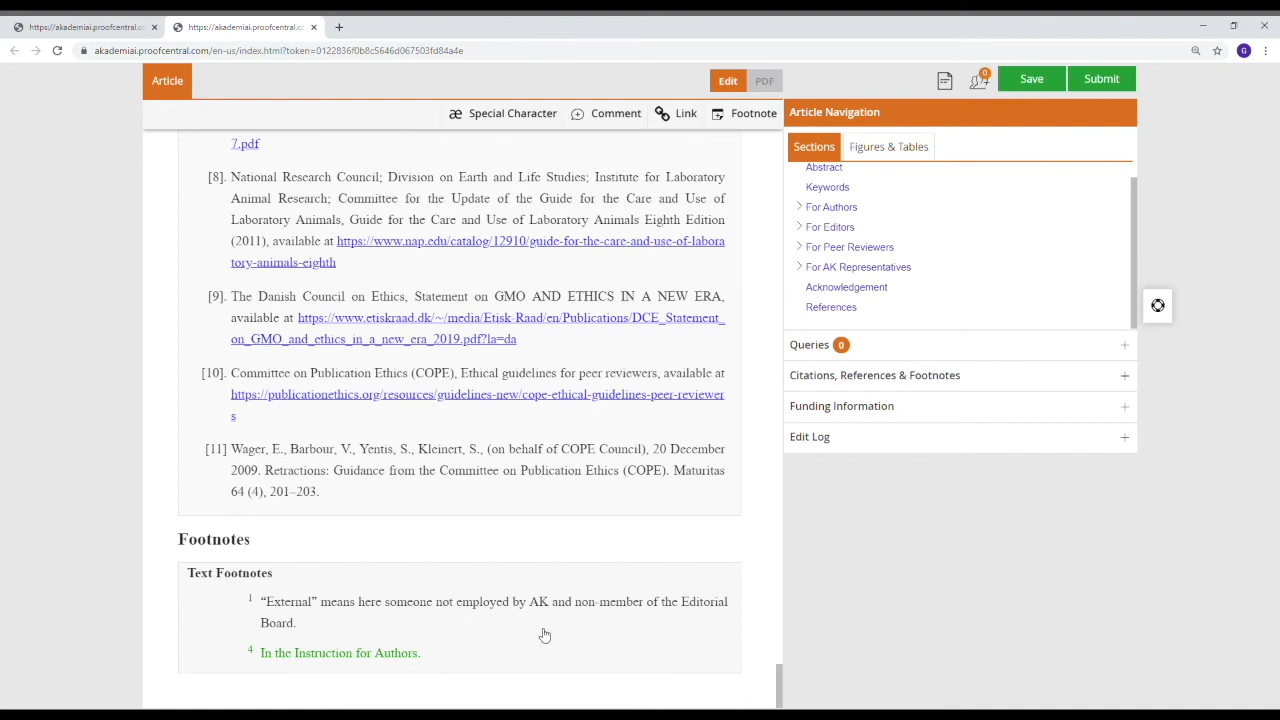 https://akademiai.proofcentral.co
https://akademiai.proofcentral.co
akademiai.proofcentral.com/en-us/index.html?token=0122836f0b8c5646d067503fd84a4e
G
Article
Edit
PDF
0
Save
Submit
æ Special Character
Comment
Link
Footnote
Article Navigation
Sections
Figures & Tables
Abstract
Keywords
For Authors
For Editors
For Peer Reviewers
For AK Representatives
Acknowledgement
References
Queries 0
Citations, References & Footnotes
Funding Information
Edit Log
7.pdf
[8]. National Research Council; Division on Earth and Life Studies; Institute for Laboratory
Animal Research; Committee for the Update of the Guide for the Care and Use of
Laboratory Animals, Guide for the Care and Use of Laboratory Animals Eighth Edition
(2011), available at https://www.nap.edu/catalog/12910/guide-for-the-care-and-use-of-labora
tory-animals-eighth
[9]. The Danish Council on Ethics, Statement on GMO AND ETHICS IN A NEW ERA,
available at https://www.etiskraad.dk/~/media/Etisk-Raad/en/Publications/DCE_Statement_
on_GMO_and_ethics_in_a_new_era_2019.pdf?la=da
[10]. Committee on Publication Ethics (COPE), Ethical guidelines for peer reviewers, available at
https://publicationethics.org/resources/guidelines-new/cope-ethical-guidelines-peer-reviewer
s
[11] Wager, E., Barbour, V., Yentis, S., Kleinert, S., (on behalf of COPE Council), 20 December
2009. Retractions: Guidance from the Committee on Publication Ethics (COPE). Maturitas
64 (4), 201–203.
Footnotes
Text Footnotes
1 “External” means here someone not employed by AK and non-member of the Editorial
Board.
4 In the Instruction for Authors.